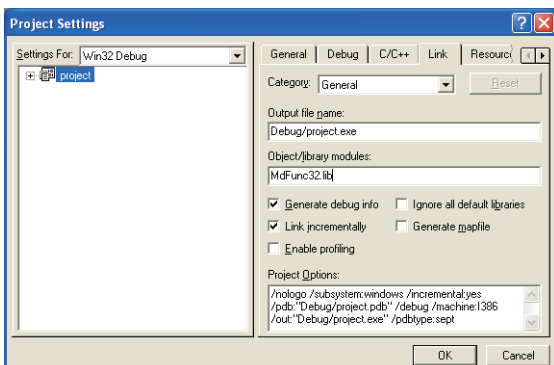 Project Settings
Settings For: Win32 Debug
project
General Debug C/C++ Link Resourc
Category: General Reset
Output file name:
Debug/project.exe
Object/library modules:
MdFunc32.lib
Generate debug info Ignore all default libraries
Link incrementally Generate mapfile
Enable profiling
Project Options:
/nologo /subsystem:windows /incremental:yes
/pdb:"Debug/project.pdb" /debug /machine:I386
/out:"Debug/project.exe" /pdbtype:sept
OK Cancel